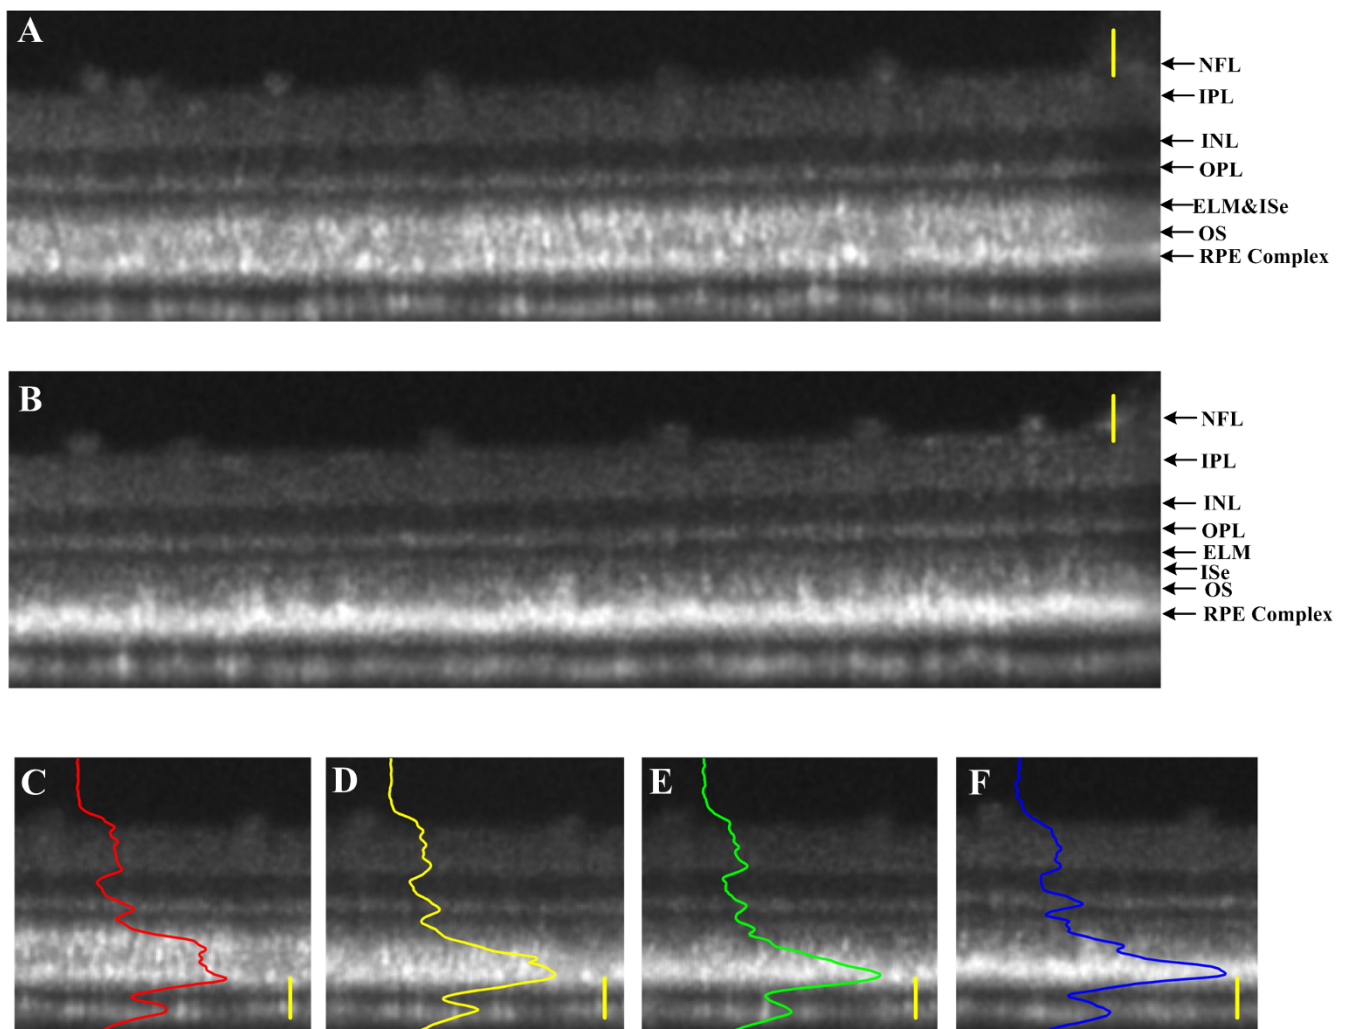 A
NFL
IPL
INL
OPL
ELM&ISe
OS
RPE Complex
B
NFL
IPL
INL
OPL
ELM
ISe
OS
RPE Complex
C D E F